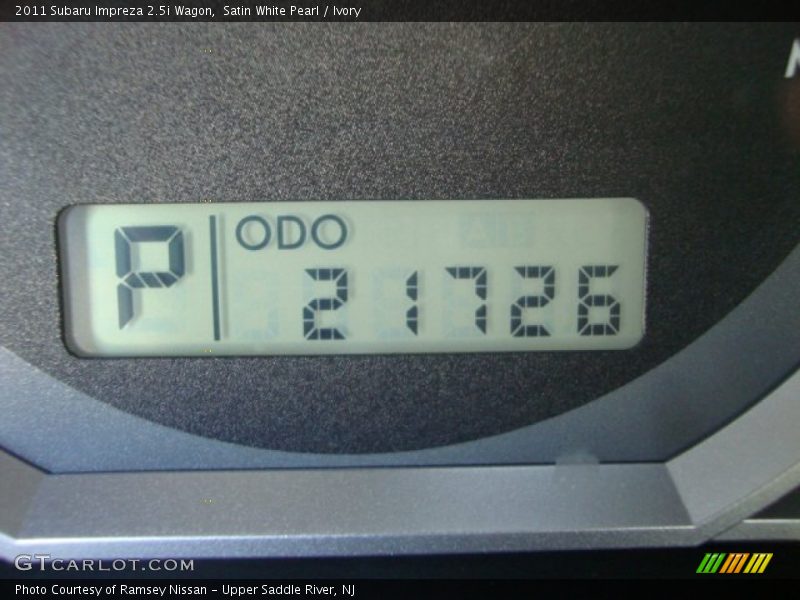 2011 Subaru Impreza 2.5i Wagon,  Satin White Pearl / Ivory
P ODO
21726
GTCARLOT.COM
Photo Courtesy of Ramsey Nissan - Upper Saddle River, NJ